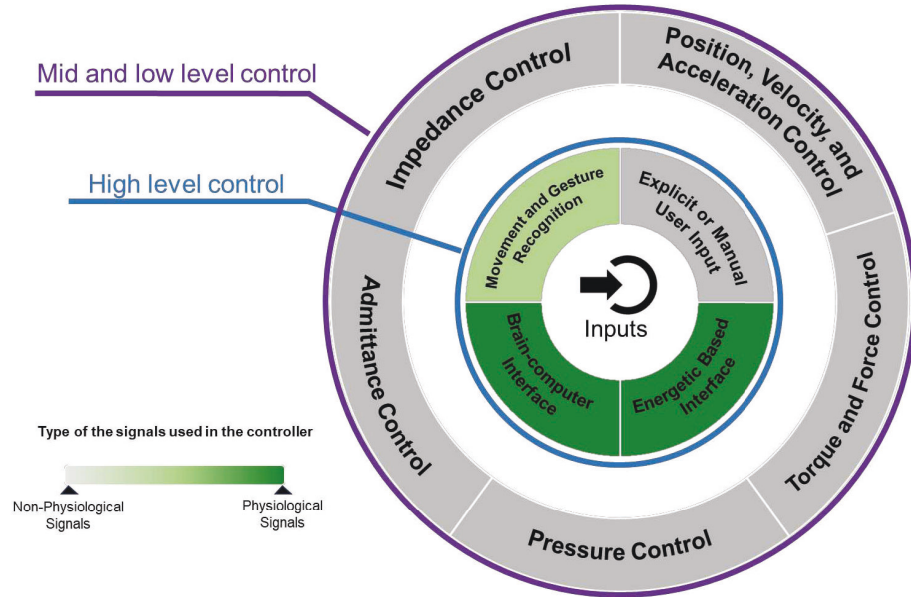 Mid and low level control
High level control
Impedance Control
Position, Velocity, and
Acceleration Control
Torque and Force Control
Pressure Control
Admittance Control
Movement and Gesture
Recognition
Explicit or Manual
User Input
Brain-computer
Interface
Energetic Based
Interface
Inputs
Type of the signals used in the controller
Non-Physiological
Signals
Physiological
Signals